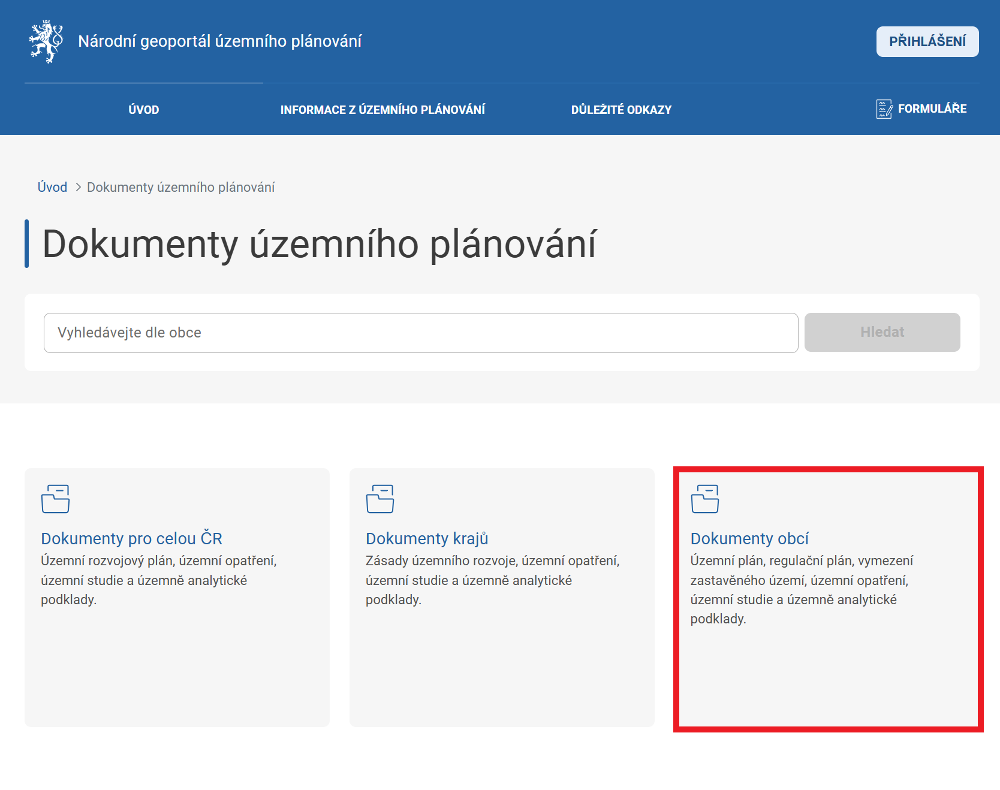 Národní geoportál územního plánování
PŘIHLÁŠENÍ
ÚVOD
INFORMACE Z ÚZEMNÍHO PLÁNOVÁNÍ
DŮLEŽITÉ ODKAZY
FORMULÁŘE
Úvod > Dokumenty územního plánování
Dokumenty územního plánování
Vyhledávejte dle obce
Hledat
Dokumenty pro celou ČR
Územní rozvojový plán, územní opatření,
územní studie a územně analytické
podklady.
Dokumenty krajů
Zásady územního rozvoje, územní opatření,
územní studie a územně analytické
podklady.
Dokumenty obcí
Územní plán, regulační plán, vymezení
zastavěného území, územní opatření,
územní studie a územně analytické
podklady.